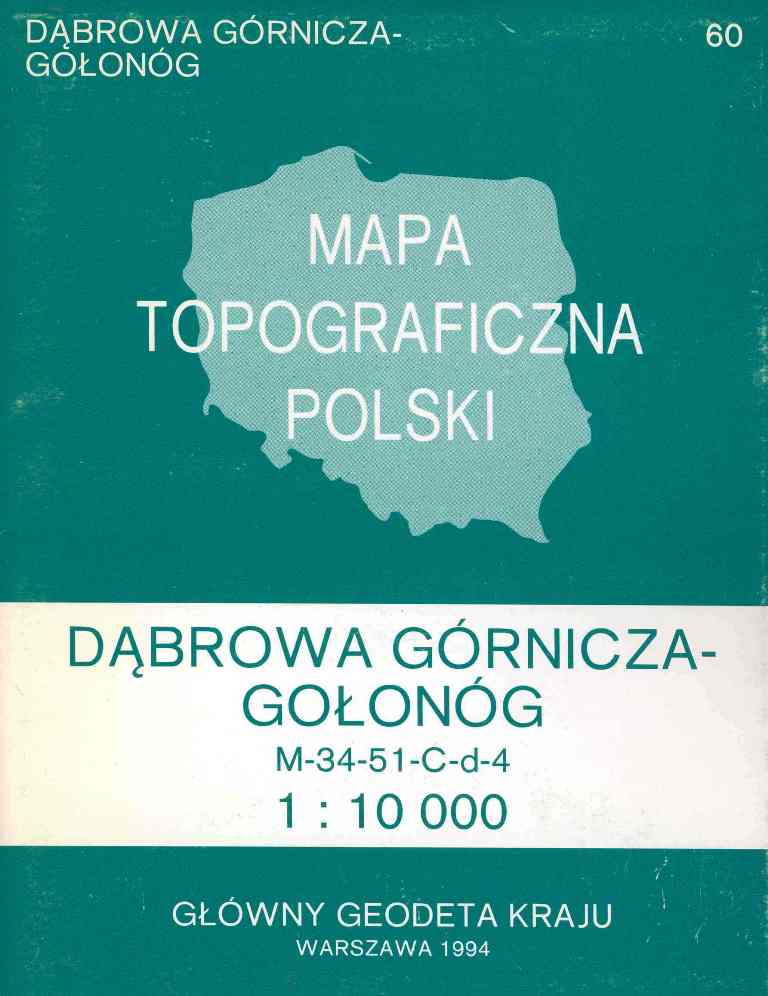 DĄBROWA GÓRNICZA-
GOŁONÓG
60
MAPA
TOPOGRAFICZNA
POLSKI
DĄBROWA GÓRNICZA-
GOŁONÓG
M-34-51-C-d-4
1 : 10 000
GŁÓWNY GEODETA KRAJU
WARSZAWA 1994